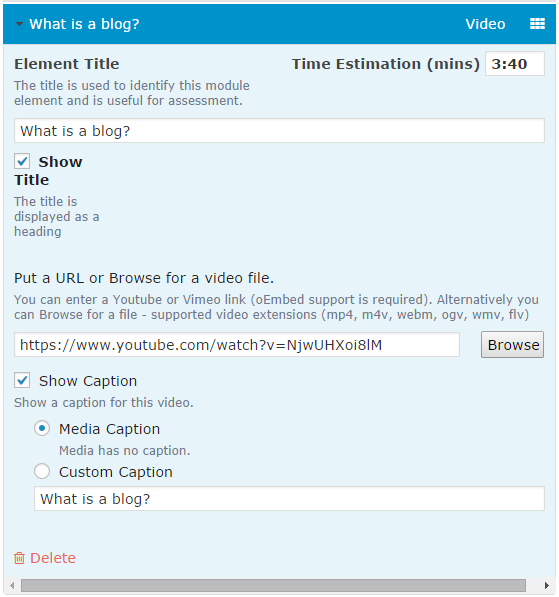 What is a blog? Video
Element Title Time Estimation (mins) 3:40
The title is used to identify this module
element and is useful for assessment.
What is a blog?
Show
Title
The title is
displayed as a
heading
Put a URL or Browse for a video file.
You can enter a Youtube or Vimeo link (oEmbed support is required). Alternatively you
can Browse for a file - supported video extensions (mp4, m4v, webm, ogv, wmv, flv)
https://www.youtube.com/watch?v=NjwUHXoi8lM Browse
Show Caption
Show a caption for this video.
Media Caption
Media has no caption.
Custom Caption
What is a blog?
Delete